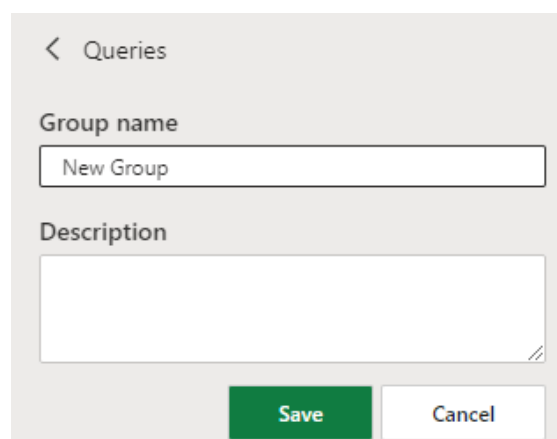 Queries
Group name
New Group
Description
Save Cancel